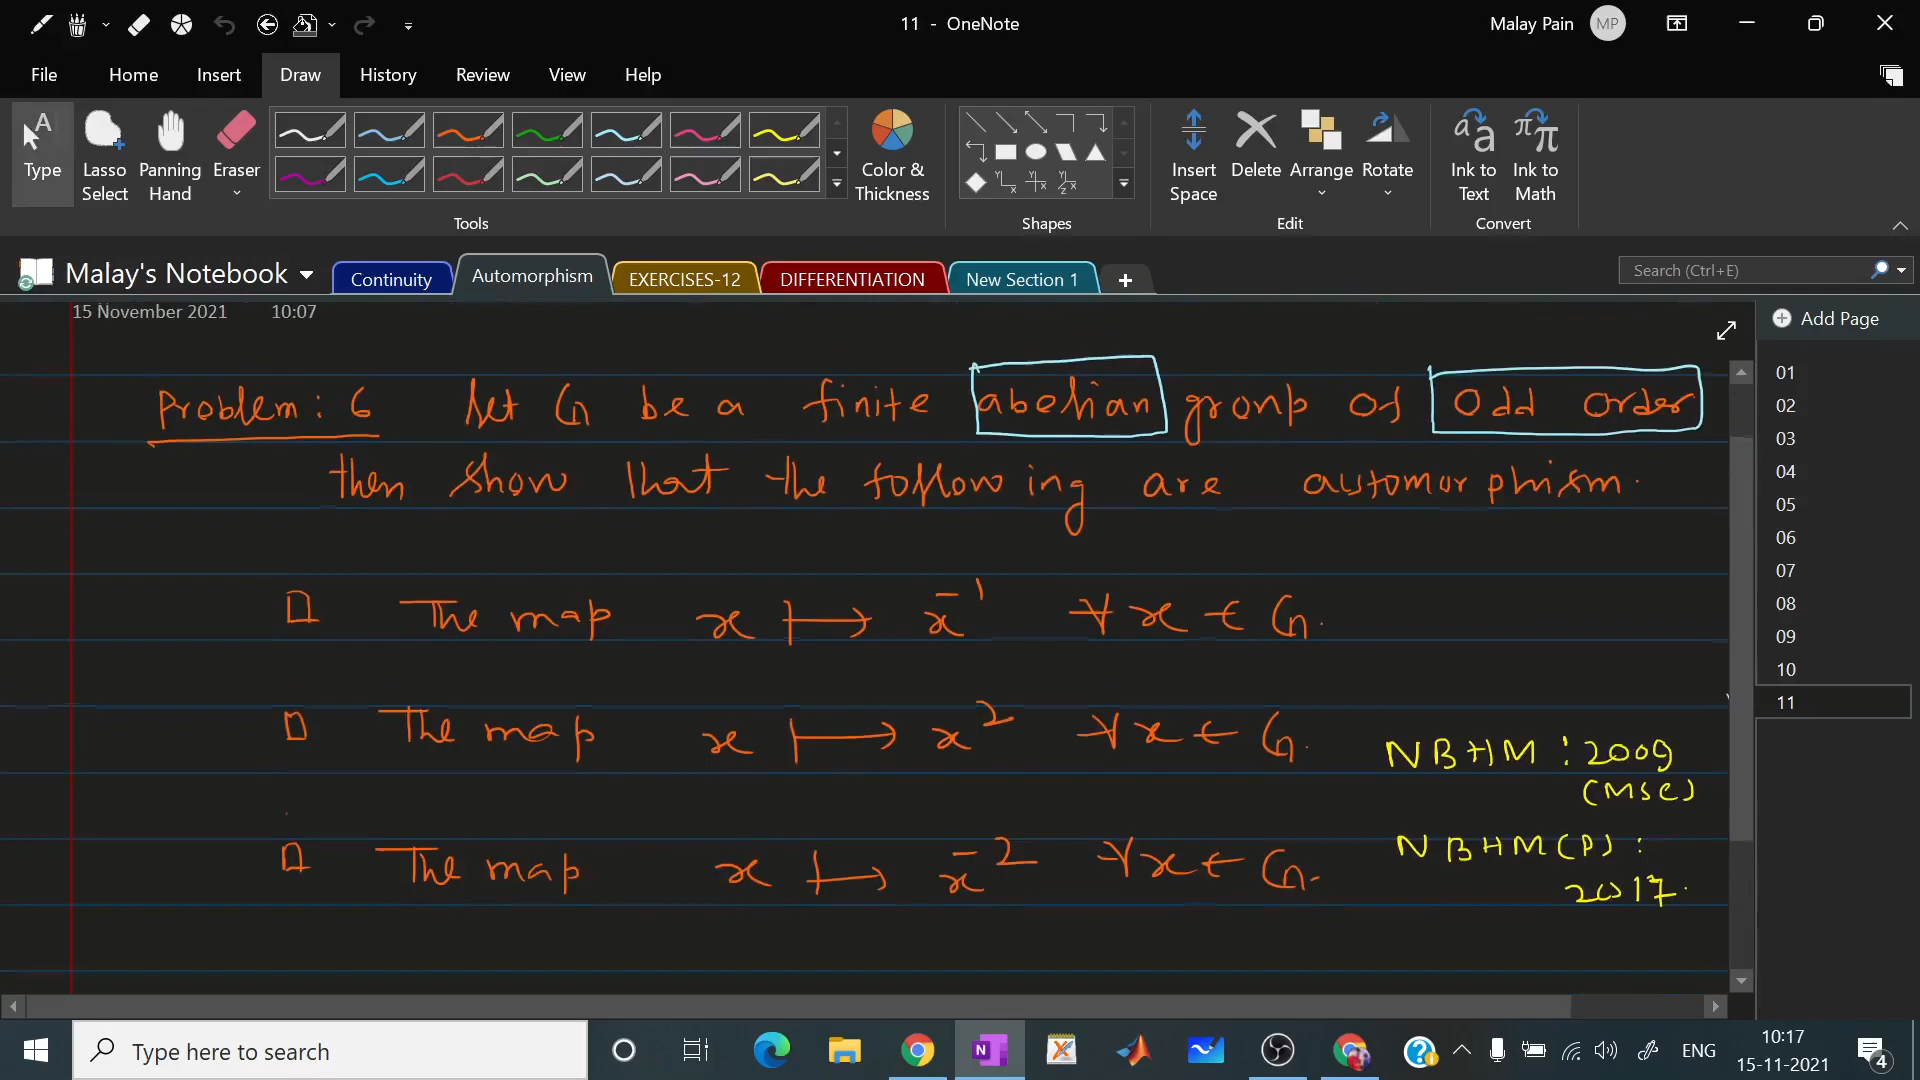 11 - OneNote
Malay Pain MP
File Home Insert Draw History Review View Help
Type
Lasso Select
Panning Hand
Eraser
Color & Thickness
Insert Space
Delete
Arrange
Rotate
Ink to Text
Ink to Math
Tools Shapes Edit Convert
Malay's Notebook Continuity Automorphism EXERCISES-12 DIFFERENTIATION New Section 1 + Search (Ctrl+E)
15 November 2021 10:07
Add Page
Problem: 6 Let G be a finite abelian group of odd order
then show that the following are automorphism.
The map x ↦ x⁻¹ ∀ x ∈ G.
The map x ↦ x² ∀ x ∈ G.
NBHM : 2009
(MSC)
The map x ↦ x⁻² ∀ x ∈ G.
NBHM(P) :
2017.
01
02
03
04
05
06
07
08
09
10
11
Type here to search
ENG
10:17
15-11-2021
4